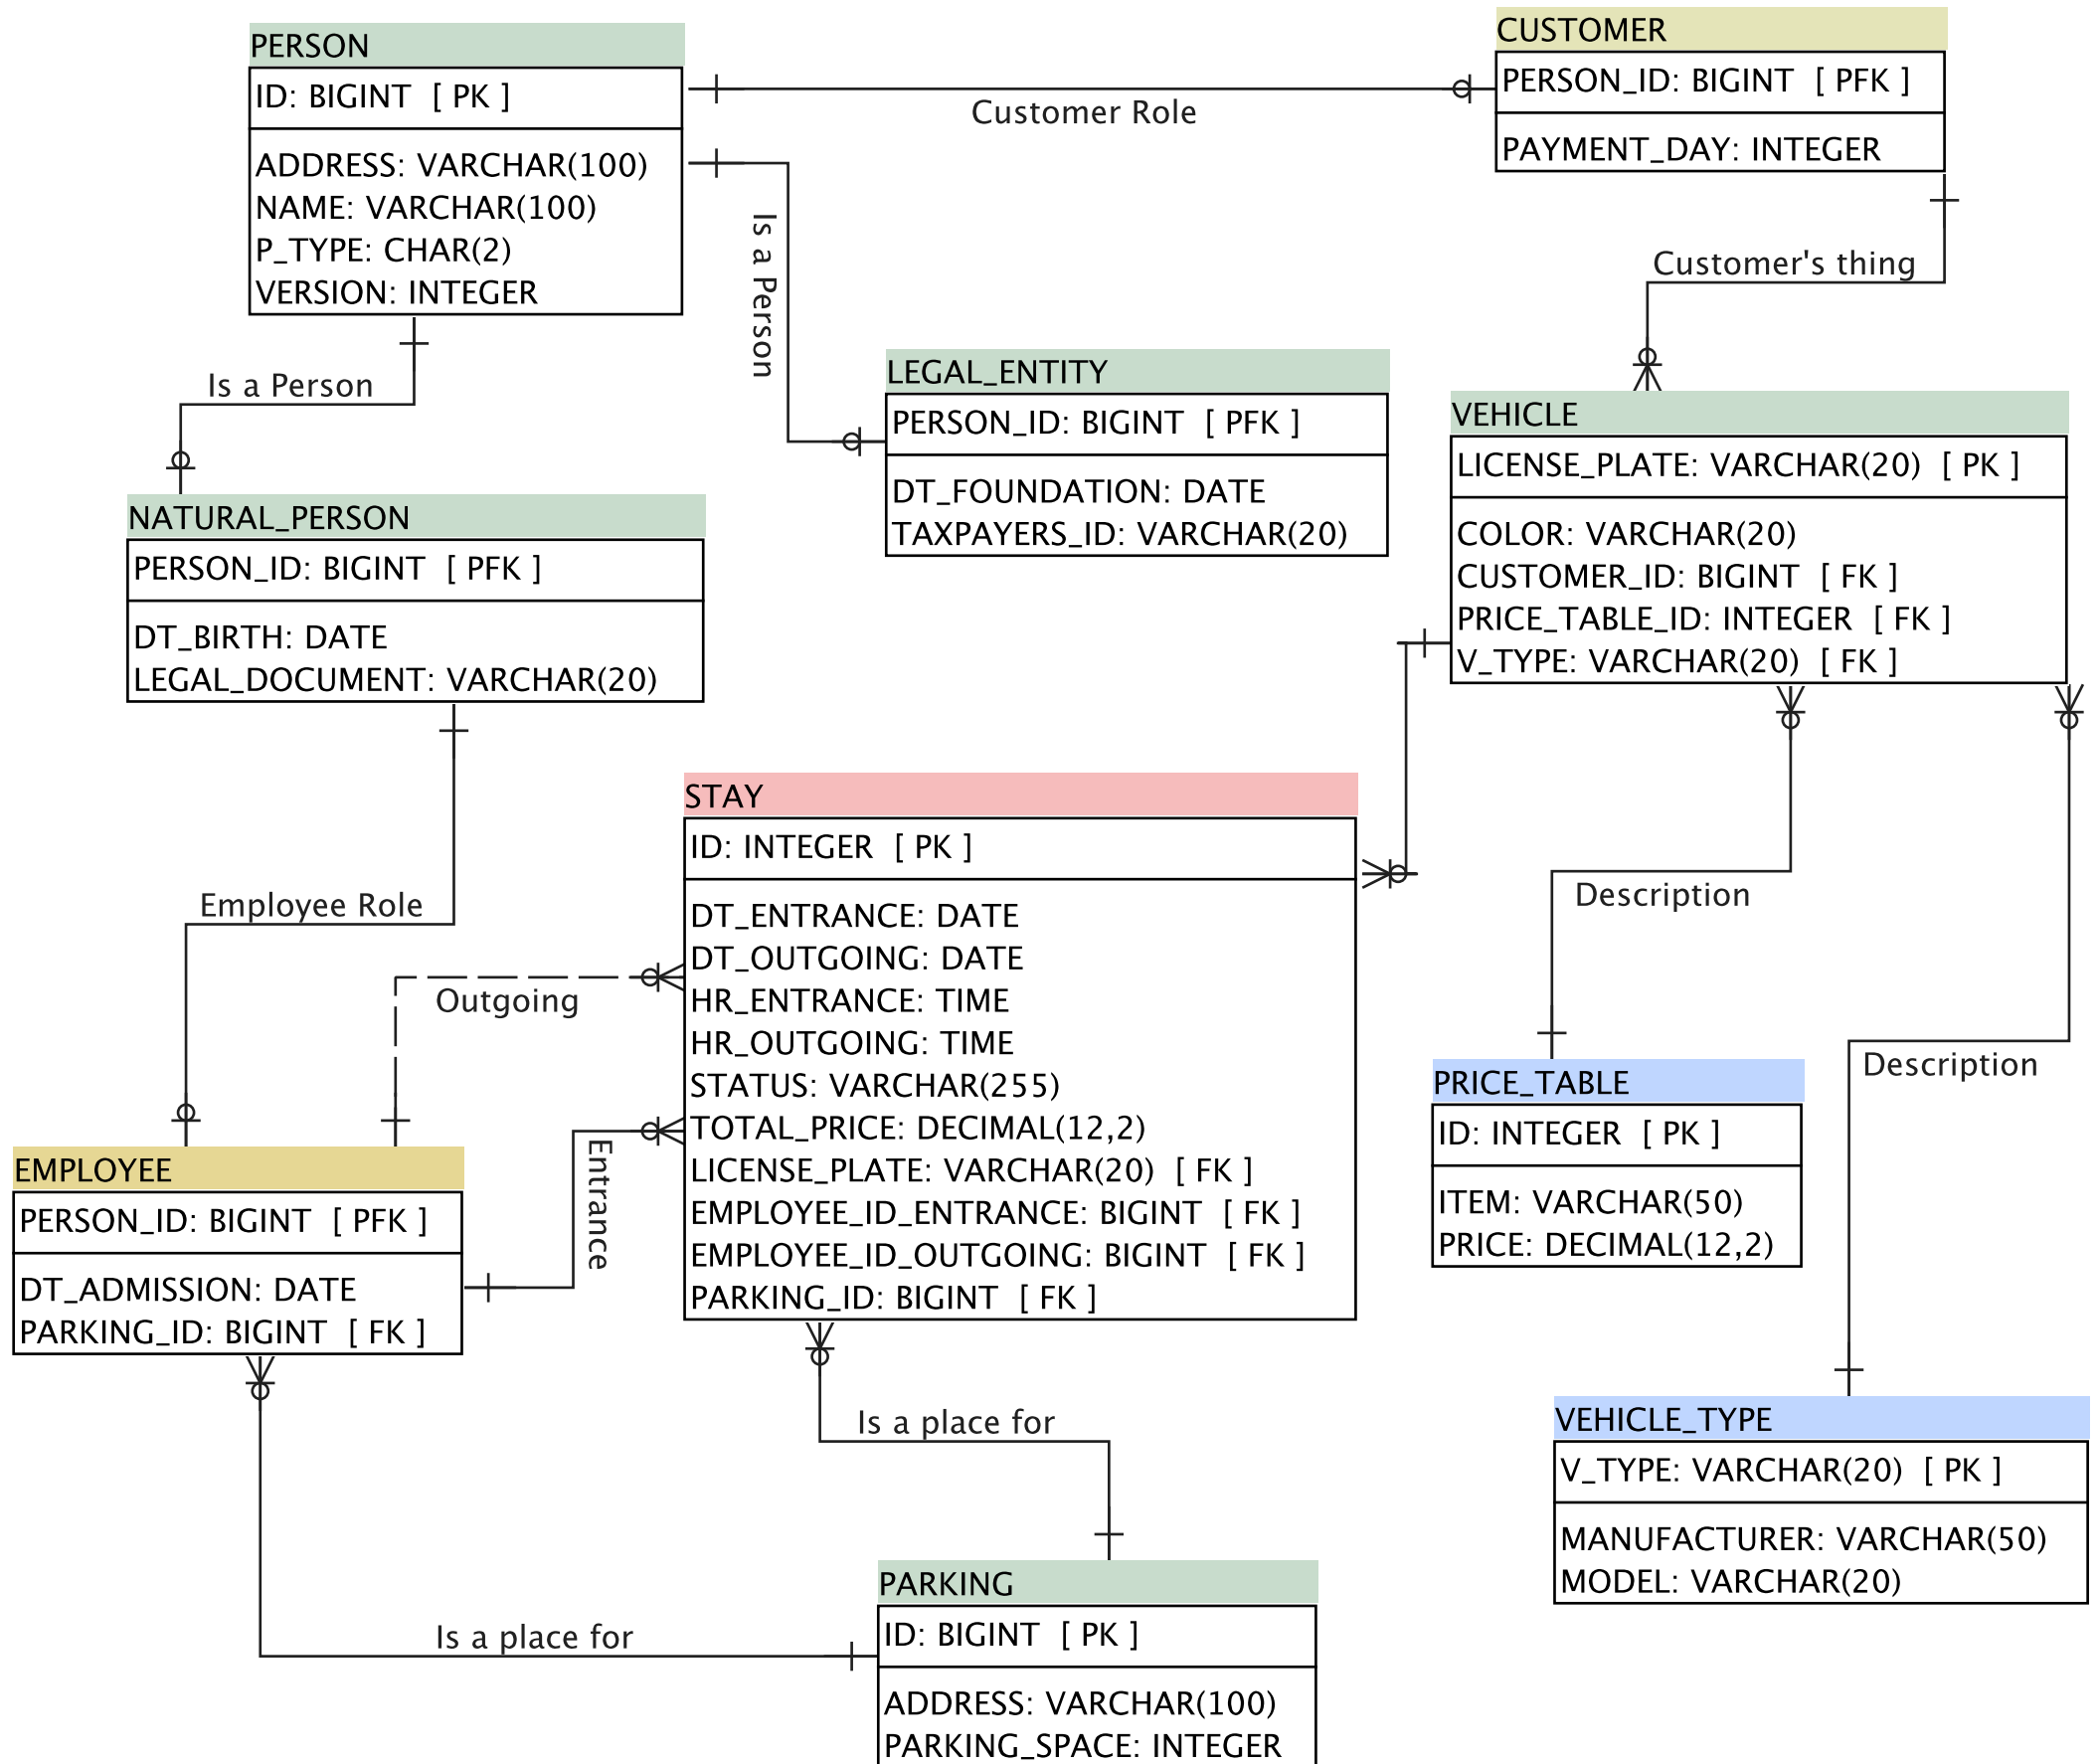 PERSON
ID: BIGINT [ PK ]
ADDRESS: VARCHAR(100)
NAME: VARCHAR(100)
P_TYPE: CHAR(2)
VERSION: INTEGER
Customer Role
CUSTOMER
PERSON_ID: BIGINT [ PFK ]
PAYMENT_DAY: INTEGER
Is a Person
Is a Person
Customer's thing
LEGAL_ENTITY
PERSON_ID: BIGINT [ PFK ]
DT_FOUNDATION: DATE
TAXPAYERS_ID: VARCHAR(20)
VEHICLE
LICENSE_PLATE: VARCHAR(20) [ PK ]
COLOR: VARCHAR(20)
CUSTOMER_ID: BIGINT [ FK ]
PRICE_TABLE_ID: INTEGER [ FK ]
V_TYPE: VARCHAR(20) [ FK ]
NATURAL_PERSON
PERSON_ID: BIGINT [ PFK ]
DT_BIRTH: DATE
LEGAL_DOCUMENT: VARCHAR(20)
Employee Role
Outgoing
Entrance
STAY
ID: INTEGER [ PK ]
DT_ENTRANCE: DATE
DT_OUTGOING: DATE
HR_ENTRANCE: TIME
HR_OUTGOING: TIME
STATUS: VARCHAR(255)
TOTAL_PRICE: DECIMAL(12,2)
LICENSE_PLATE: VARCHAR(20) [ FK ]
EMPLOYEE_ID_ENTRANCE: BIGINT [ FK ]
EMPLOYEE_ID_OUTGOING: BIGINT [ FK ]
PARKING_ID: BIGINT [ FK ]
Description
Description
PRICE_TABLE
ID: INTEGER [ PK ]
ITEM: VARCHAR(50)
PRICE: DECIMAL(12,2)
EMPLOYEE
PERSON_ID: BIGINT [ PFK ]
DT_ADMISSION: DATE
PARKING_ID: BIGINT [ FK ]
VEHICLE_TYPE
V_TYPE: VARCHAR(20) [ PK ]
MANUFACTURER: VARCHAR(50)
MODEL: VARCHAR(20)
Is a place for
Is a place for
PARKING
ID: BIGINT [ PK ]
ADDRESS: VARCHAR(100)
PARKING_SPACE: INTEGER